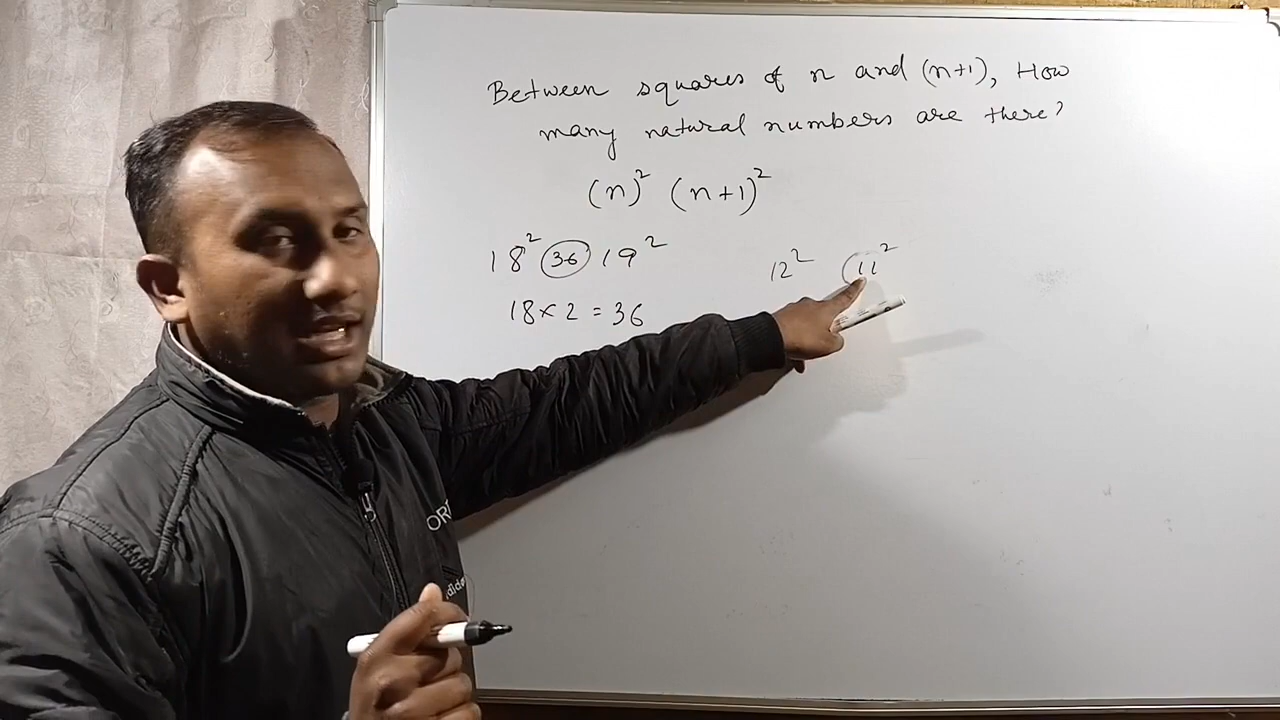 Between squares of n and (n+1), How
many natural numbers are there?
(n)² (n+1)²
18² 36 19²
18 × 2 = 36
12² 11²